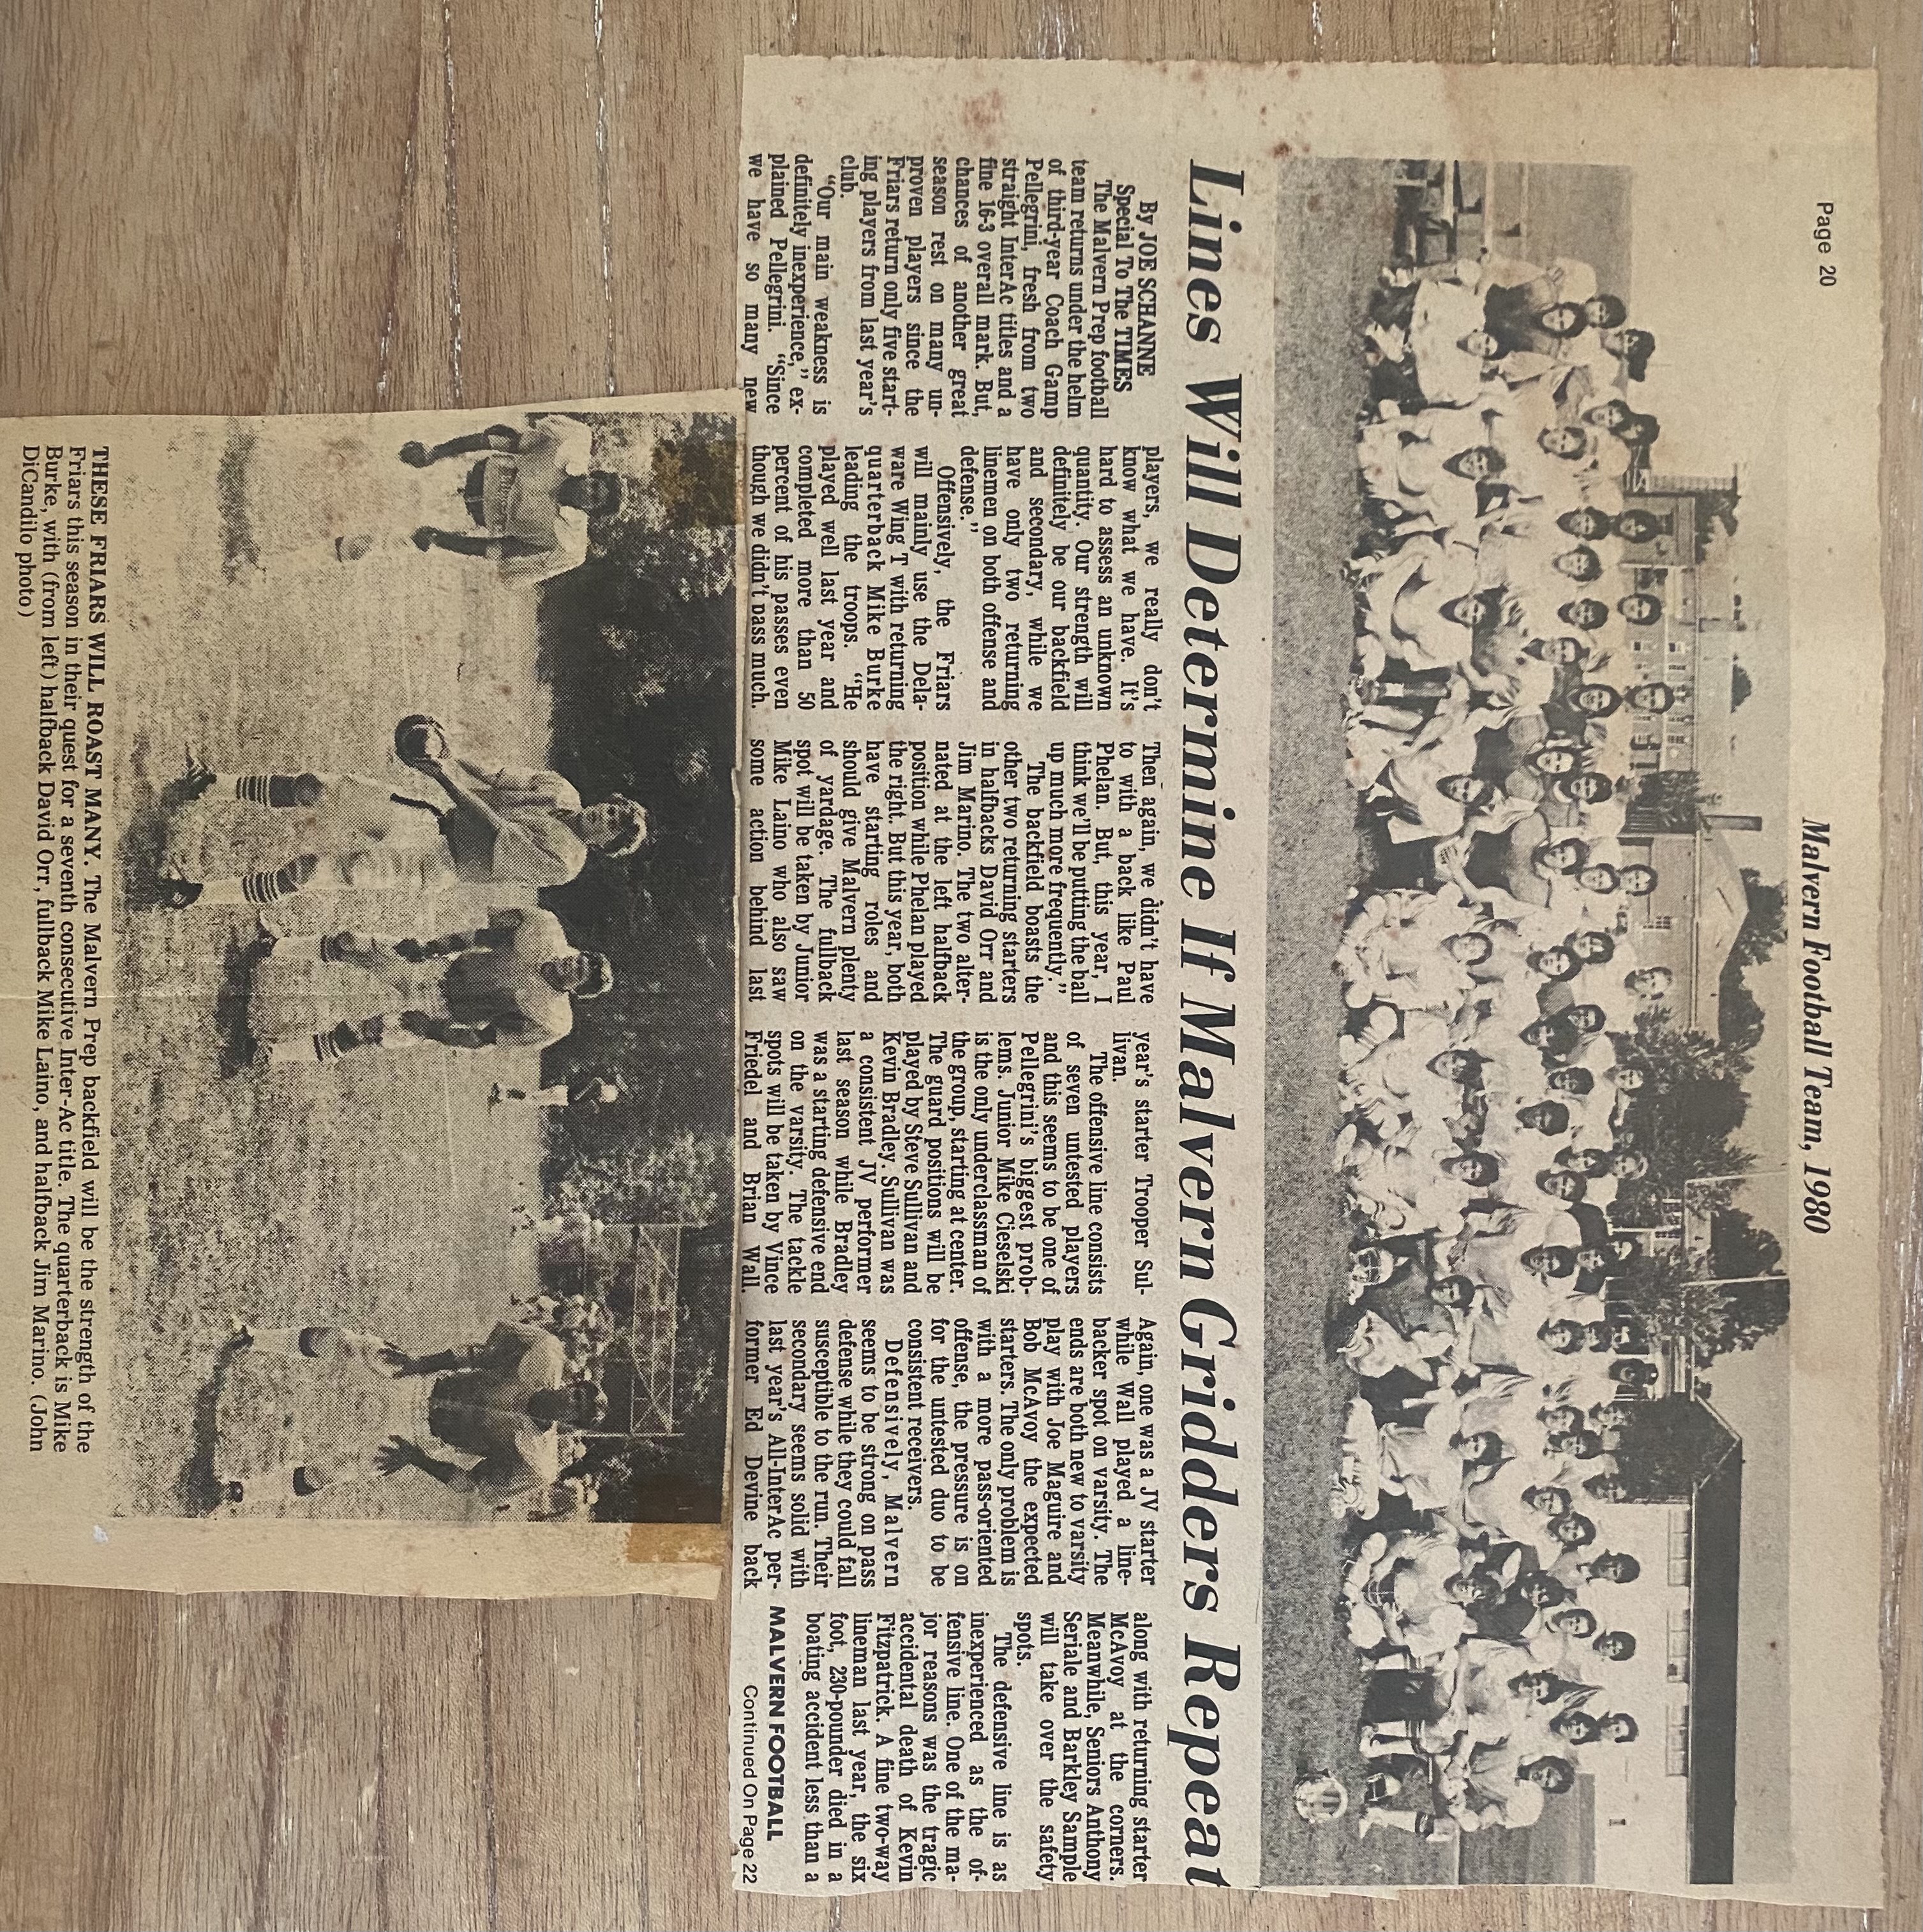 Page 20
Malvern Football Team, 1980
Lines Will Determine If Malvern Gridders Repeat
By JOE SCHANNE
Special To The TIMES
The Malvern Prep football
team returns under the helm
of third-year Coach Gamp
Pellegrini, fresh from two
straight InterAc titles and a
fine 16-3 overall mark. But,
chances of another great
season rest on many un-
proven players since the
Friars return only five start-
ing players from last year's
club.
"Our main weakness is
definitely inexperience," ex-
plained Pellegrini. "Since
we have so many new
players, we really don't
know what we have. It's
hard to assess an unknown
quantity. Our strength will
definitely be our backfield
and secondary, while we
have only two returning
linemen on both offense and
defense."
Offensively, the Friars
will mainly use the Dela-
ware Wing T with returning
quarterback Mike Burke
leading the troops. "He
played well last year and
completed more than 50
percent of his passes even
though we didn't pass much.
Then again, we didn't have
to with a back like Paul
Phelan. But, this year, I
think we'll be putting the ball
up much more frequently."
The backfield boasts the
other two returning starters
in halfbacks David Orr and
Jim Marino. The two alter-
nated at the left halfback
position while Phelan played
the right. But this year, both
have starting roles and
should give Malvern plenty
of yardage. The fullback
spot will be taken by Junior
Mike Laino who also saw
some action behind last
year's starter Trooper Sul-
livan.
The offensive line consists
of seven untested players
and this seems to be one of
Pellegrini's biggest prob-
lems. Junior Mike Cieselski
is the only underclassman of
the group, starting at center.
The guard positions will be
played by Steve Sullivan and
Kevin Bradley. Sullivan was
a consistent JV performer
last season while Bradley
was a starting defensive end
on the varsity. The tackle
spots will be taken by Vince
Friedel and Brian Wall.
Again, one was a JV starter
while Wall played a line-
backer spot on varsity. The
ends are both new to varsity
play with Joe Maguire and
Bob McAvoy the expected
starters. The only problem is
with a more pass-oriented
offense, the pressure is on
for the untested duo to be
consistent receivers.
Defensively, Malvern
seems to be strong on pass
defense while they could fall
susceptible to the run. Their
secondary seems solid with
last year's All-InterAc per-
former Ed Devine back
along with returning starter
McAvoy at the corners.
Meanwhile, Seniors Anthony
Seriale and Barkley Sample
will take over the safety
spots.
The defensive line is as
inexperienced as the of-
fensive line. One of the ma-
jor reasons was the tragic
accidental death of Kevin
Fitzpatrick. A fine two-way
lineman last year, the six
foot, 230-pounder died in a
boating accident less than a
MALVERN FOOTBALL
Continued On Page 22
THESE FRIARS WILL ROAST MANY. The Malvern Prep backfield will be the strength of the
Friars this season in their quest for a seventh consecutive Inter-Ac title. The quarterback is Mike
Burke, with (from left) halfback David Orr, fullback Mike Laino, and halfback Jim Marino. (John
DiCandilo photo)